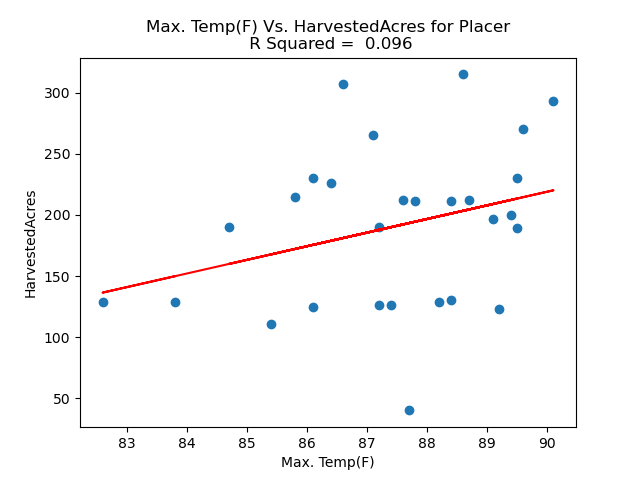 Max. Temp(F) Vs. HarvestedAcres for Placer
R Squared =  0.096
300
250
200
150
100
50
HarvestedAcres
83 84 85 86 87 88 89 90
Max. Temp(F)